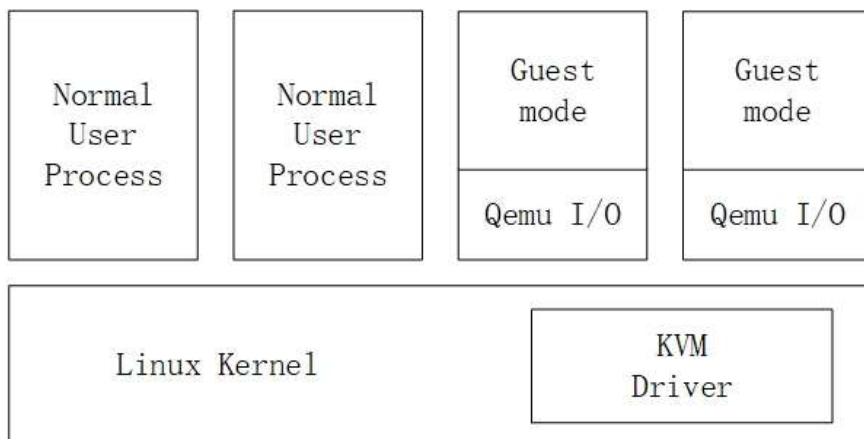 Normal
User
Process
Normal
User
Process
Guest
mode
Qemu I/O
Guest
mode
Qemu I/O
Linux Kernel
KVM
Driver